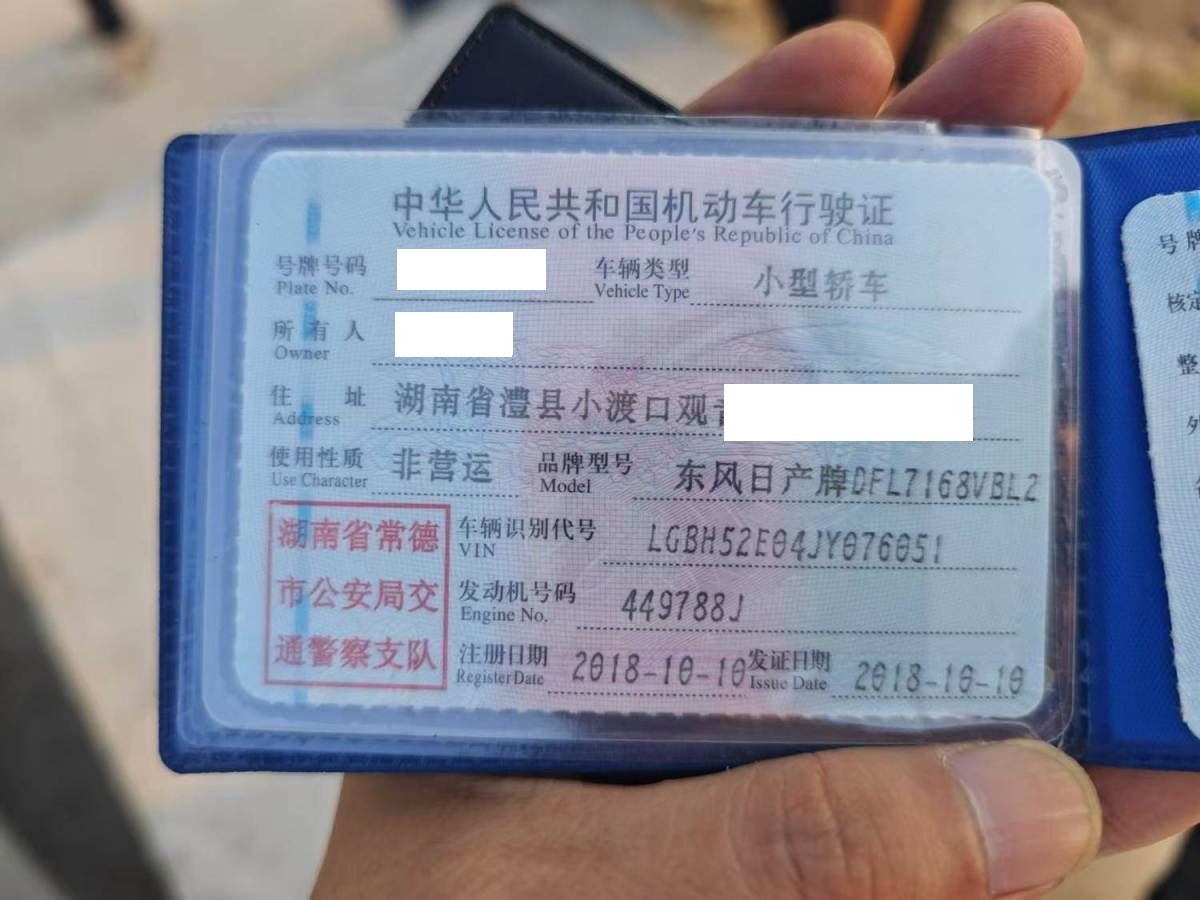 中华人民共和国机动车行驶证
Vehicle License of the People's Republic of China
号牌号码 车辆类型 小型轿车
Plate No. Vehicle Type
所有人
Owner
住址 湖南省澧县小渡口观
Address
使用性质 非营运 品牌型号 东风日产牌DFL7168VBL2
Use Character Model
湖南省常德
市公安局交
通警察支队
车辆识别代号 LGBH52E04JY076051
VIN
发动机号码 449788J
Engine No.
注册日期 2018-10-10 发证日期 2018-10-10
Register Date Issue Date
号牌
核定
整